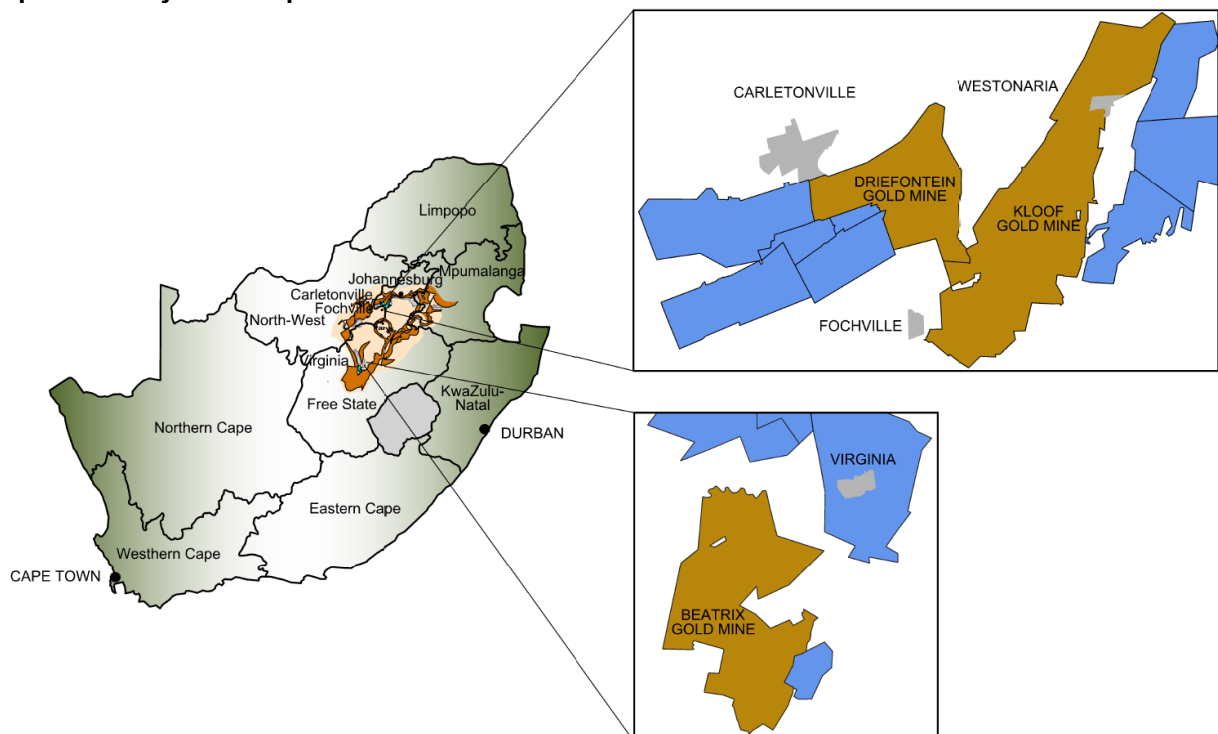 CARLETONVILLE
WESTONARIA
DRIEFONTEIN
GOLD MINE
KLOOF
GOLD MINE
FOCHVILLE
Limpopo
Mpumalanga
Johannesburg
Carletonville
Fochville
North-West
Virginia
Free State
KwaZulu-
Natal
DURBAN
Northern Cape
Eastern Cape
Westhern Cape
CAPE TOWN
VIRGINIA
BEATRIX
GOLD MINE